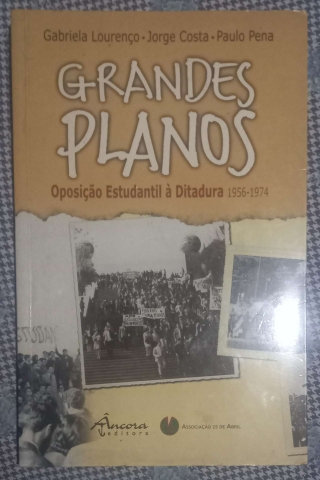 Gabriela Lourenço • Jorge Costa • Paulo Pena
GRANDES
PLANOS
Oposição Estudantil à Ditadura 1956-1974
Âncora
editora
ASSOCIAÇÃO 25 DE ABRIL